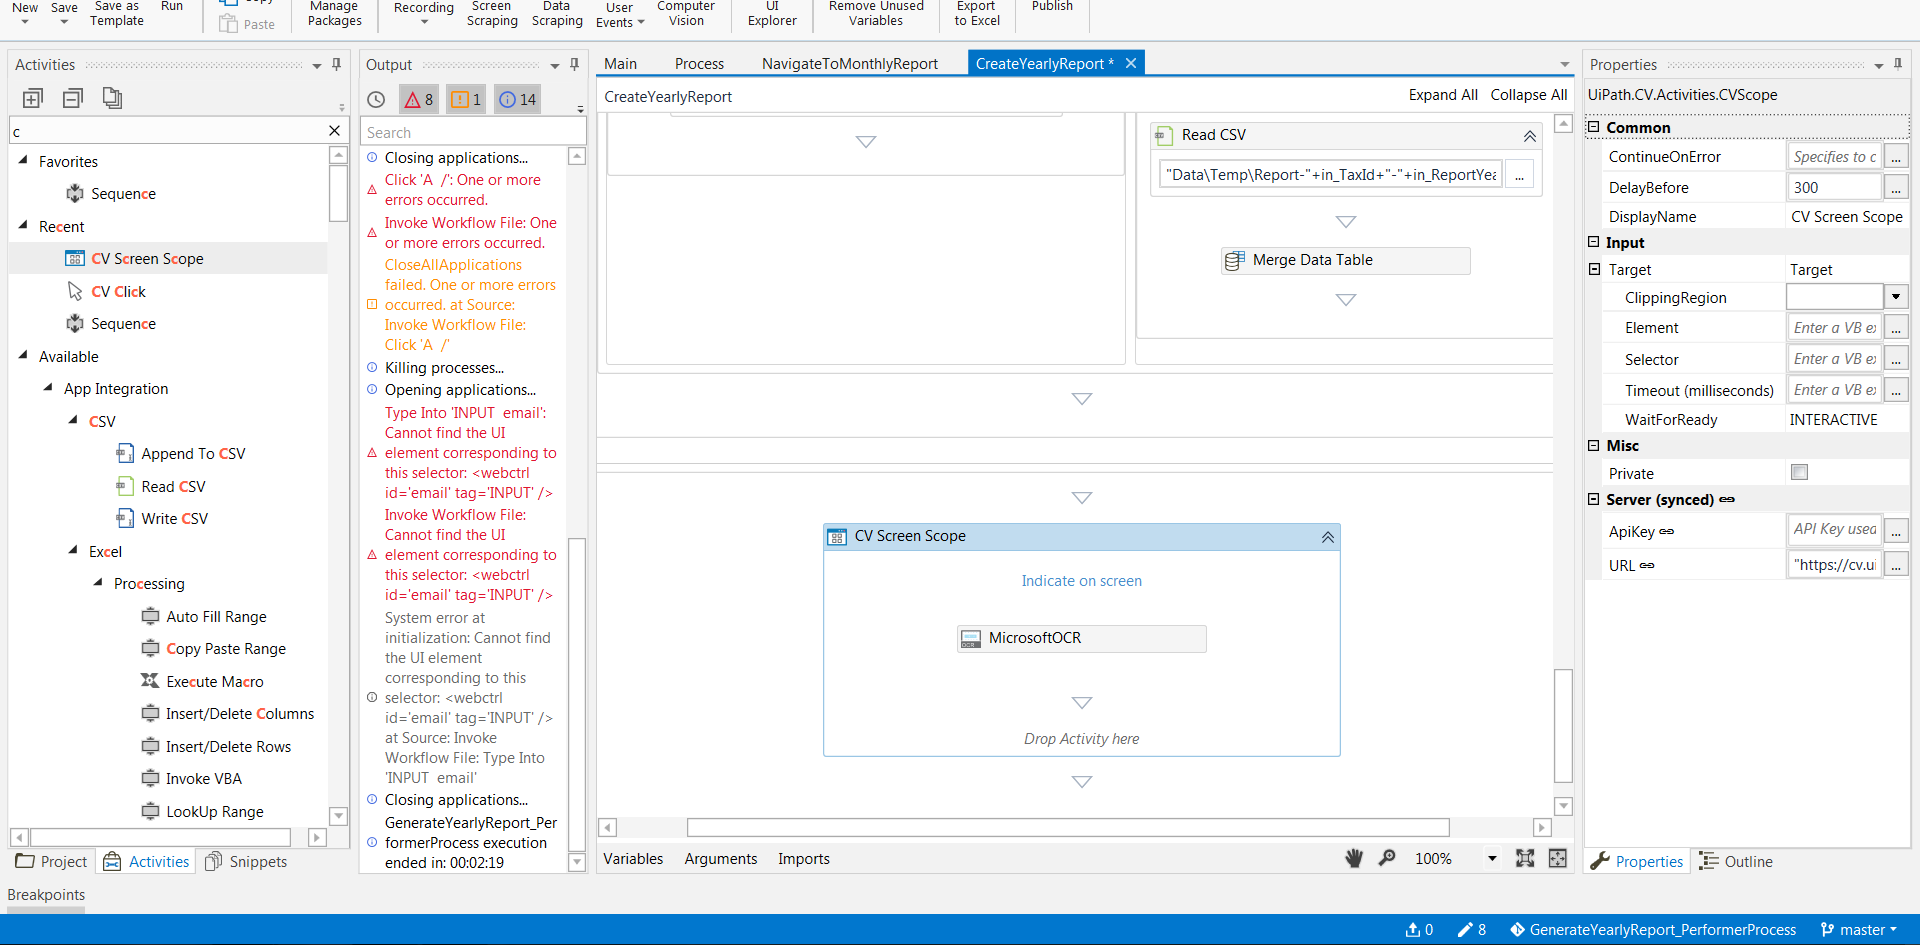 New
Save
Save as
Template
Run
Copy
Paste
Manage
Packages
Recording
Screen
Scraping
Data
Scraping
User
Events
Computer
Vision
UI
Explorer
Remove Unused
Variables
Export
to Excel
Publish
Activities
c
Favorites
Sequence
Recent
CV Screen Scope
CV Click
Sequence
Available
App Integration
CSV
Append To CSV
Read CSV
Write CSV
Excel
Processing
Auto Fill Range
Copy Paste Range
Execute Macro
Insert/Delete Columns
Insert/Delete Rows
Invoke VBA
LookUp Range
Project
Activities
Snippets
Breakpoints
Output
8
1
14
Search
Closing applications...
Click 'A /': One or more
errors occurred.
Invoke Workflow File: One
or more errors occurred.
CloseAllApplications
failed. One or more errors
occurred. at Source:
Invoke Workflow File:
Click 'A /'
Killing processes...
Opening applications...
Type Into 'INPUT email':
Cannot find the UI
element corresponding to
this selector: <webctrl
id='email' tag='INPUT' />
Invoke Workflow File:
Cannot find the UI
element corresponding to
this selector: <webctrl
id='email' tag='INPUT' />
System error at
initialization: Cannot find
the UI element
corresponding to this
selector: <webctrl
id='email' tag='INPUT' />
at Source: Invoke
Workflow File: Type Into
'INPUT email'
Closing applications...
GenerateYearlyReport_Per
formerProcess execution
ended in: 00:02:19
Main
Process
NavigateToMonthlyReport
CreateYearlyReport *
CreateYearlyReport
Expand All
Collapse All
Read CSV
"Data\Temp\Report-"+in_TaxId+"-"+in_ReportYea
...
Merge Data Table
CV Screen Scope
Indicate on screen
MicrosoftOCR
OCR
Drop Activity here
Variables
Arguments
Imports
100%
Properties
UiPath.CV.Activities.CVScope
Common
ContinueOnError
Specifies to c
...
DelayBefore
300
...
DisplayName
CV Screen Scope
Input
Target
Target
ClippingRegion
Element
Enter a VB ex
...
Selector
Enter a VB ex
...
Timeout (milliseconds)
Enter a VB ex
...
WaitForReady
INTERACTIVE
Misc
Private
Server (synced)
ApiKey
API Key used
...
URL
"https://cv.ui
...
Properties
Outline
0
8
GenerateYearlyReport_PerformerProcess
master